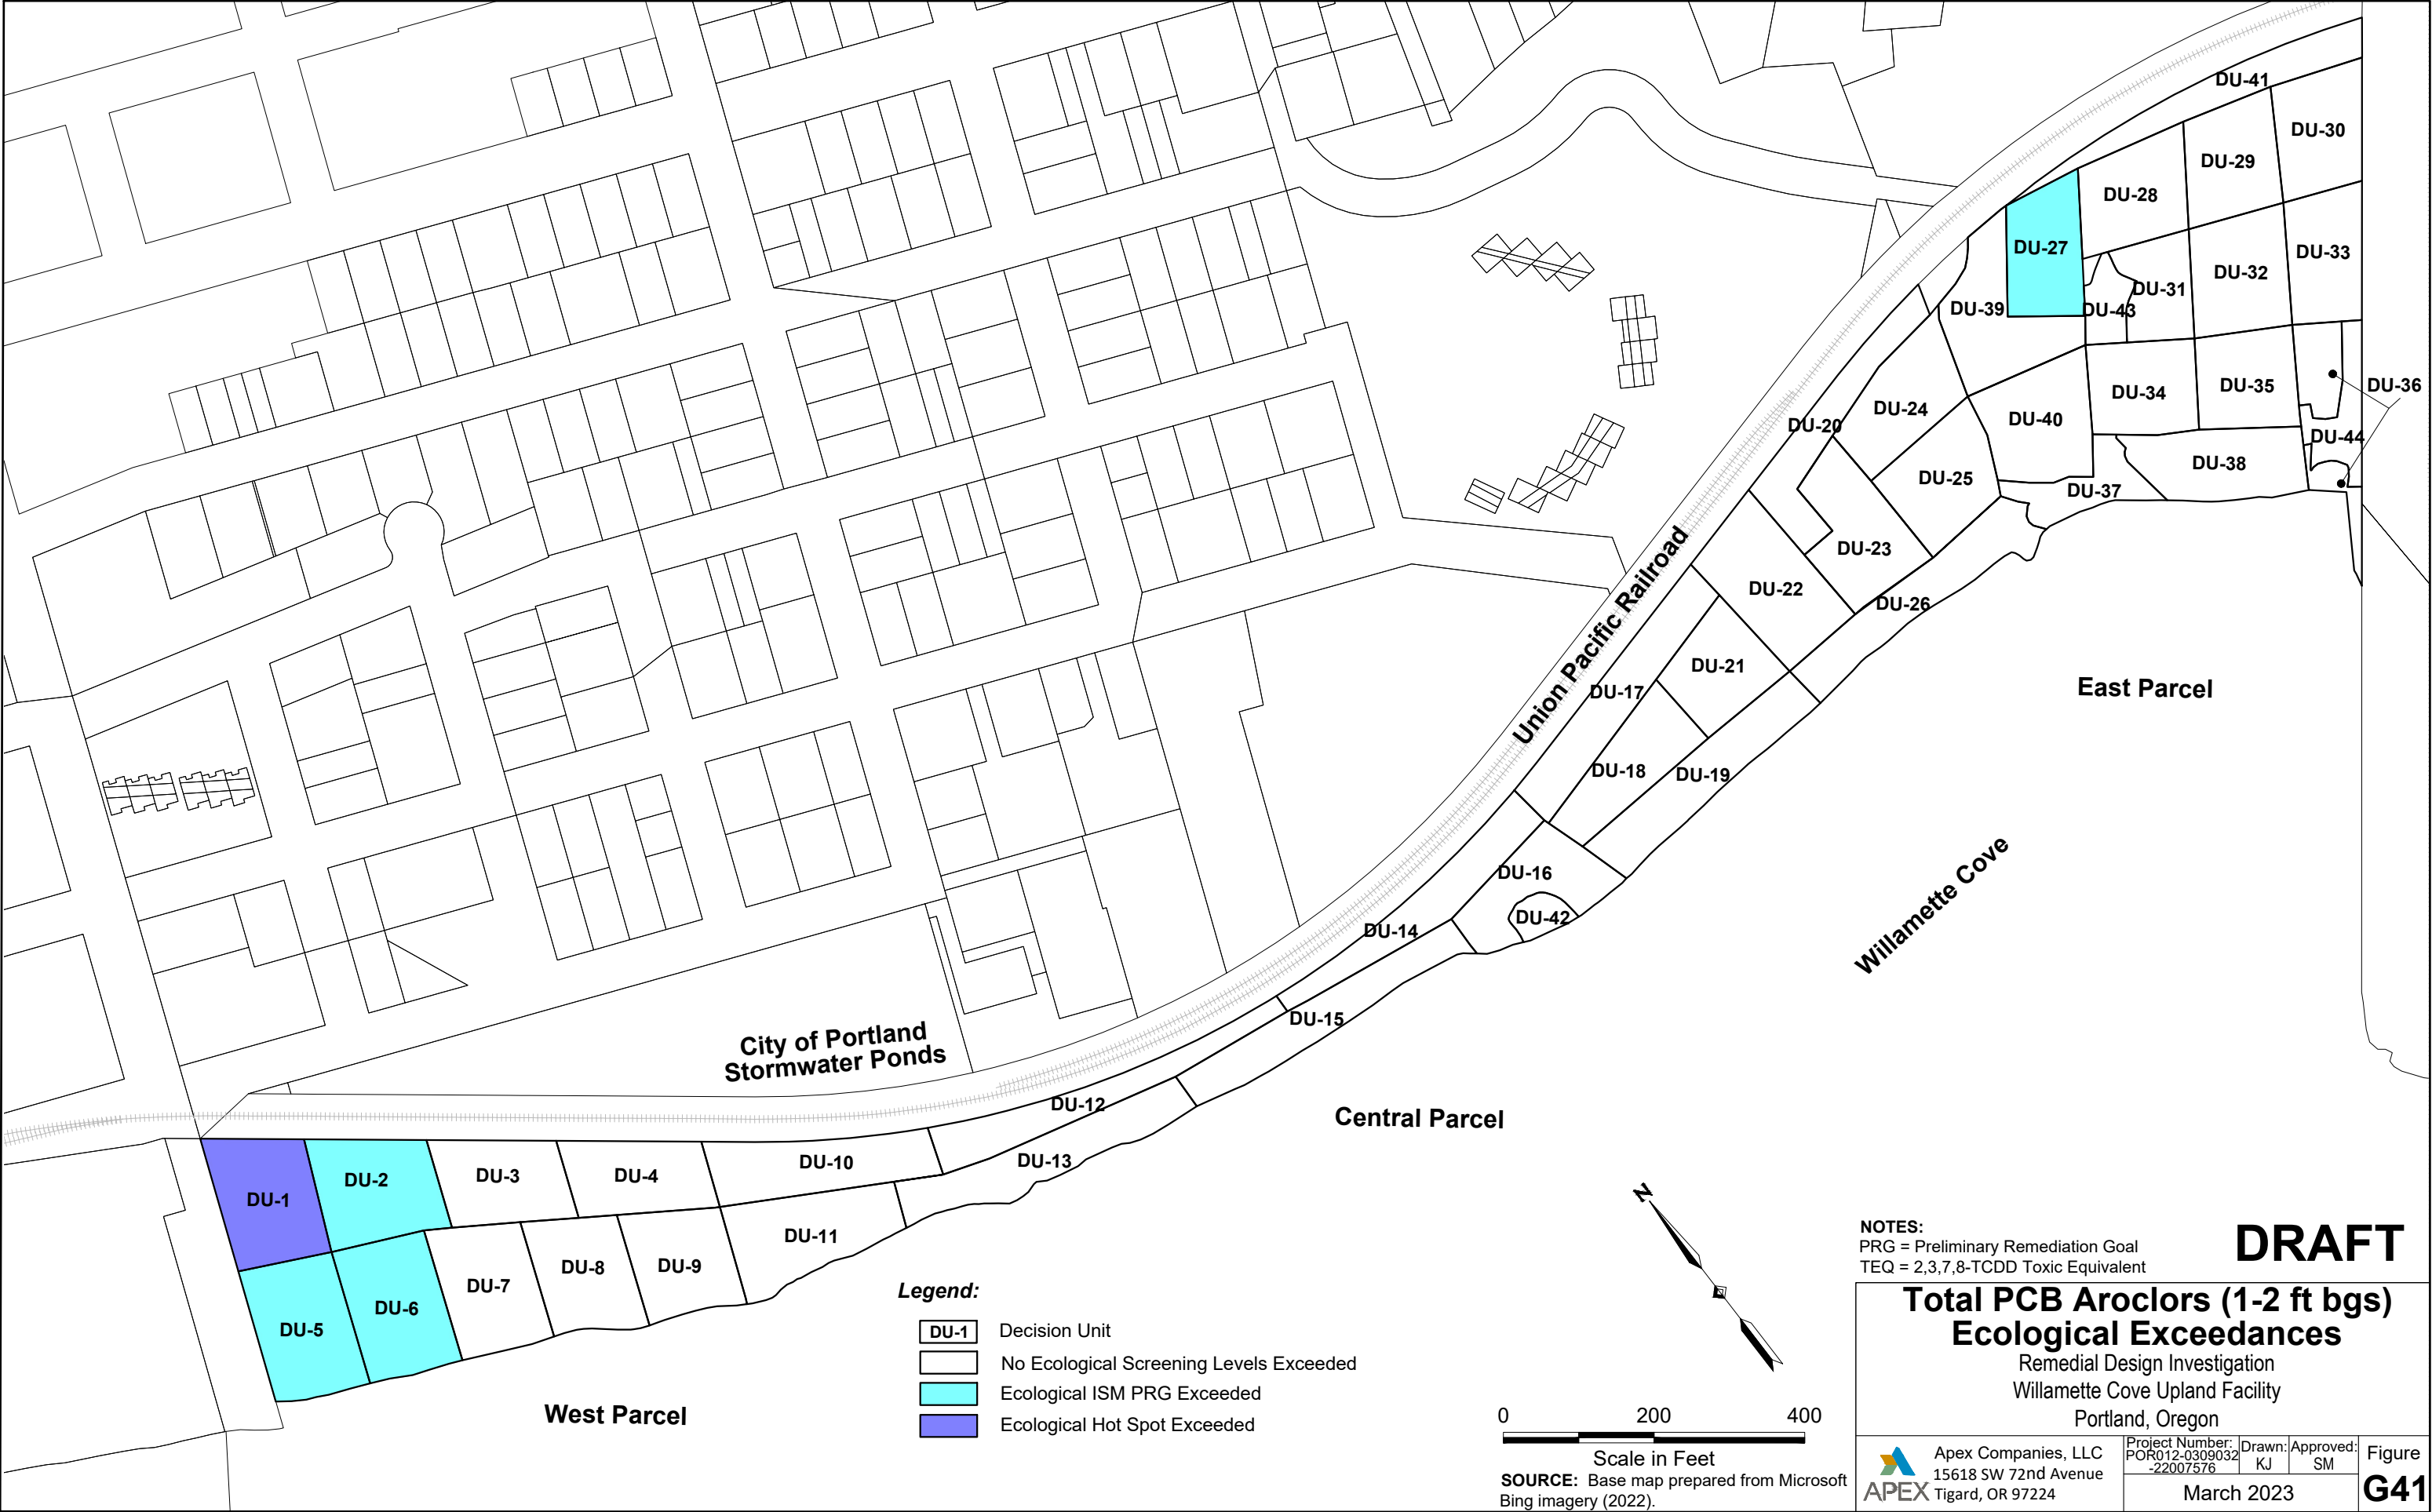 DU-41
DU-30
DU-29
DU-28
DU-27
DU-33
DU-32
DU-31
DU-43
DU-39
DU-36
DU-35
DU-34
DU-24
DU-40
DU-20
DU-44
DU-38
DU-25
DU-37
DU-23
DU-22
DU-26
Union Pacific Railroad
DU-21
DU-17
East Parcel
DU-18
DU-19
DU-16
DU-42
DU-14
Willamette Cove
DU-15
City of Portland
Stormwater Ponds
DU-12
Central Parcel
DU-13
DU-10
DU-4
DU-3
DU-2
DU-1
DU-11
DU-9
DU-8
DU-7
DU-6
DU-5
West Parcel
N
Legend:
DU-1 Decision Unit
No Ecological Screening Levels Exceeded
Ecological ISM PRG Exceeded
Ecological Hot Spot Exceeded
0 200 400
Scale in Feet
SOURCE: Base map prepared from Microsoft
Bing imagery (2022).
NOTES:
PRG = Preliminary Remediation Goal
TEQ = 2,3,7,8-TCDD Toxic Equivalent
DRAFT
Total PCB Aroclors (1-2 ft bgs)
Ecological Exceedances
Remedial Design Investigation
Willamette Cove Upland Facility
Portland, Oregon
APEX
Apex Companies, LLC
15618 SW 72nd Avenue
Tigard, OR 97224
Project Number:
POR012-0309032
-22007576
Drawn:
KJ
Approved:
SM
March 2023
Figure
G41